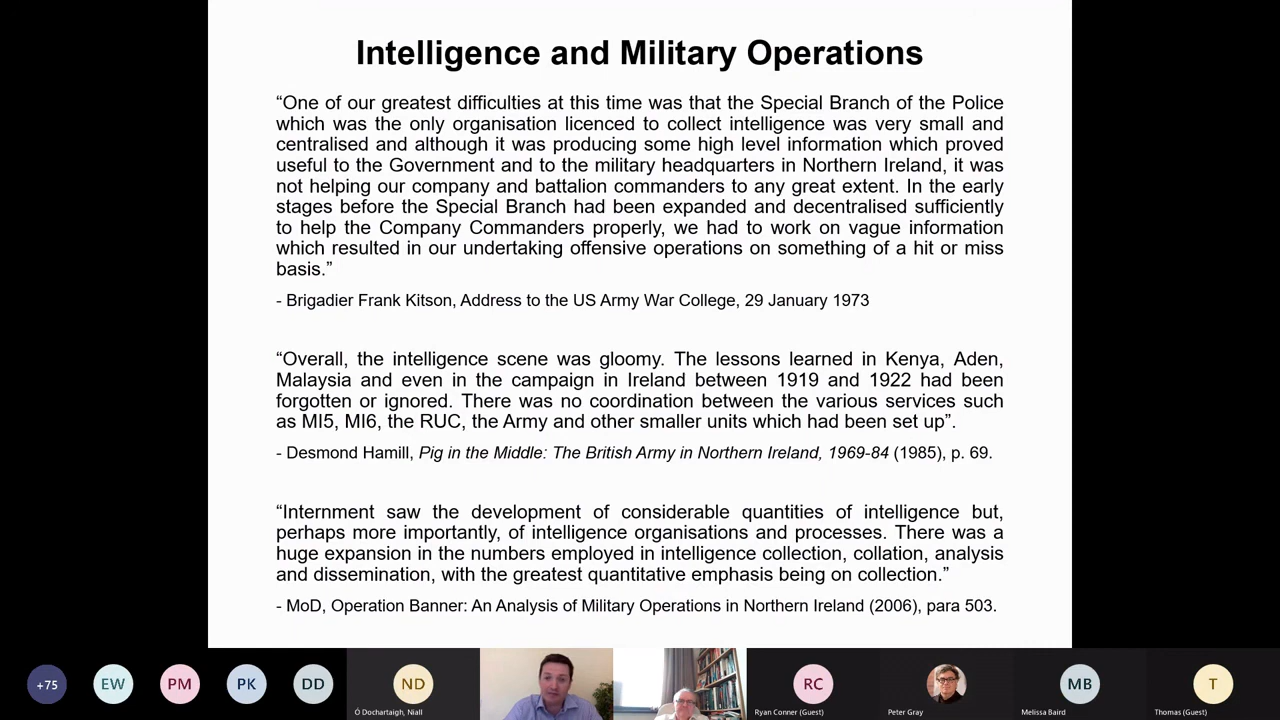 Intelligence and Military Operations
“One of our greatest difficulties at this time was that the Special Branch of the Police
which was the only organisation licenced to collect intelligence was very small and
centralised and although it was producing some high level information which proved
useful to the Government and to the military headquarters in Northern Ireland, it was
not helping our company and battalion commanders to any great extent. In the early
stages before the Special Branch had been expanded and decentralised sufficiently
to help the Company Commanders properly, we had to work on vague information
which resulted in our undertaking offensive operations on something of a hit or miss
basis.”
- Brigadier Frank Kitson, Address to the US Army War College, 29 January 1973
“Overall, the intelligence scene was gloomy. The lessons learned in Kenya, Aden,
Malaysia and even in the campaign in Ireland between 1919 and 1922 had been
forgotten or ignored. There was no coordination between the various services such
as MI5, MI6, the RUC, the Army and other smaller units which had been set up”.
- Desmond Hamill, Pig in the Middle: The British Army in Northern Ireland, 1969-84 (1985), p. 69.
“Internment saw the development of considerable quantities of intelligence but,
perhaps more importantly, of intelligence organisations and processes. There was a
huge expansion in the numbers employed in intelligence collection, collation, analysis
and dissemination, with the greatest quantitative emphasis being on collection.”
- MoD, Operation Banner: An Analysis of Military Operations in Northern Ireland (2006), para 503.
+75 EW PM PK DD ND RC MB T
Ó Dochartaigh, Niall Ryan Conner (Guest) Peter Gray Melissa Baird Thomas (Guest)